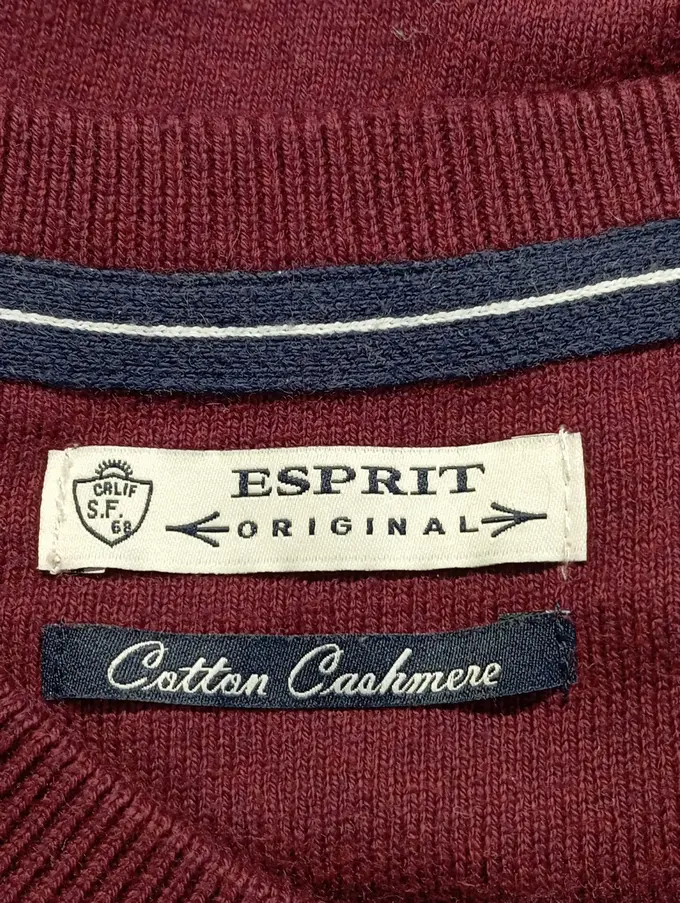 CALIF
S.F.
68
ESPRIT
ORIGINAL
Cotton Cashmere